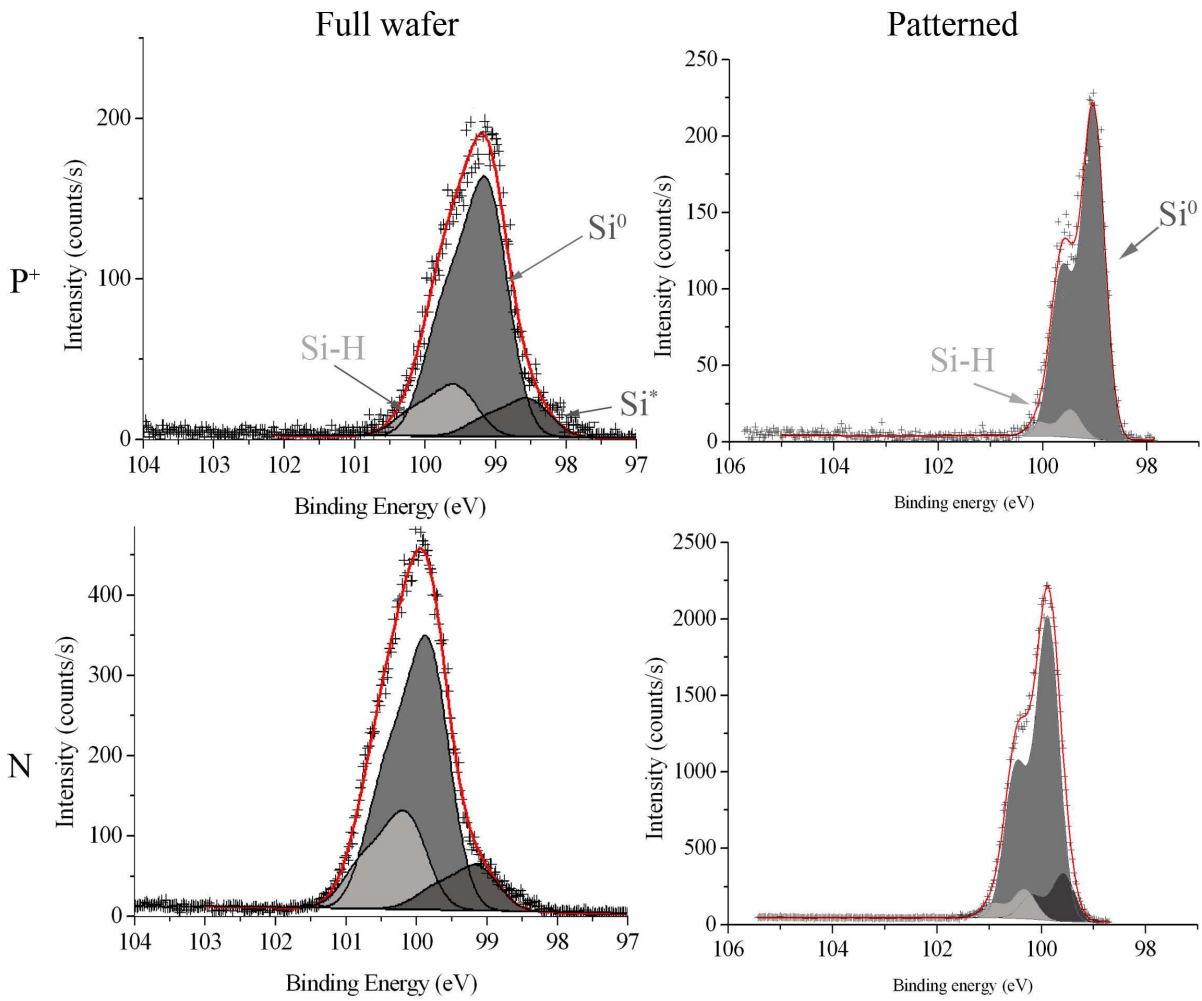 Full wafer
Patterned
P+
Intensity (counts/s)
200
100
0
Si-H
Si0
Si*
104 103 102 101 100 99 98 97
Binding Energy (eV)
Intensity (counts/s)
250
200
150
100
50
0
Si-H
Si0
106 104 102 100 98
Binding energy (eV)
N
Intensity (counts/s)
400
300
200
100
0
104 103 102 101 100 99 98 97
Binding Energy (eV)
Intensity (counts/s)
2500
2000
1500
1000
500
0
106 104 102 100 98
Binding energy (eV)